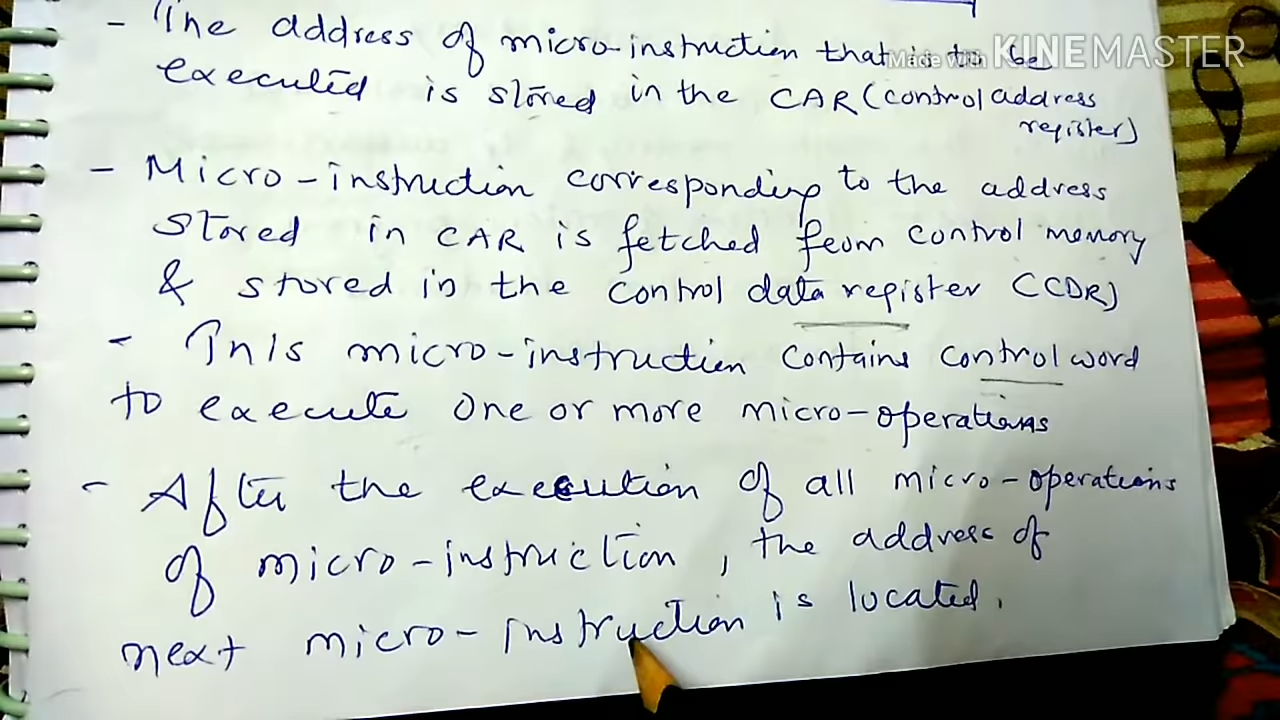 - The address of micro-instruction that is to be
executed is stored in the CAR (control address
register)
- Micro-instruction corresponding to the address
stored in CAR is fetched from control memory
& stored in the control data register (CDR)
- This micro-instruction contains control word
to execute one or more micro-operations
- After the execution of all micro-operations
of micro-instruction, the address of
next micro-instruction is located.
Made with KINEMASTER